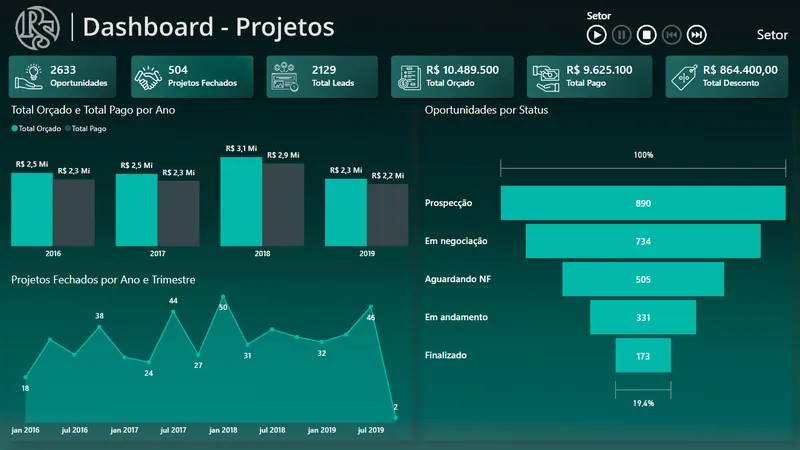 Dashboard - Projetos
Setor
Setor
2633
Oportunidades
504
Projetos Fechados
2129
Total Leads
R$ 10.489.500
Total Orçado
R$ 9.625.100
Total Pago
R$ 864.400,00
Total Desconto
Total Orçado e Total Pago por Ano
Total Orçado Total Pago
R$ 2,5 Mi
R$ 2,3 Mi
R$ 2,5 Mi
R$ 2,3 Mi
R$ 3,1 Mi
R$ 2,9 Mi
R$ 2,3 Mi
R$ 2,2 Mi
2016 2017 2018 2019
Projetos Fechados por Ano e Trimestre
18
38
24
44
27
50
31
32
46
2
jan 2016 jul 2016 jan 2017 jul 2017 jan 2018 jul 2018 jan 2019 jul 2019
Oportunidades por Status
100%
Prospecção 890
Em negociação 734
Aguardando NF 505
Em andamento 331
Finalizado 173
19,4%